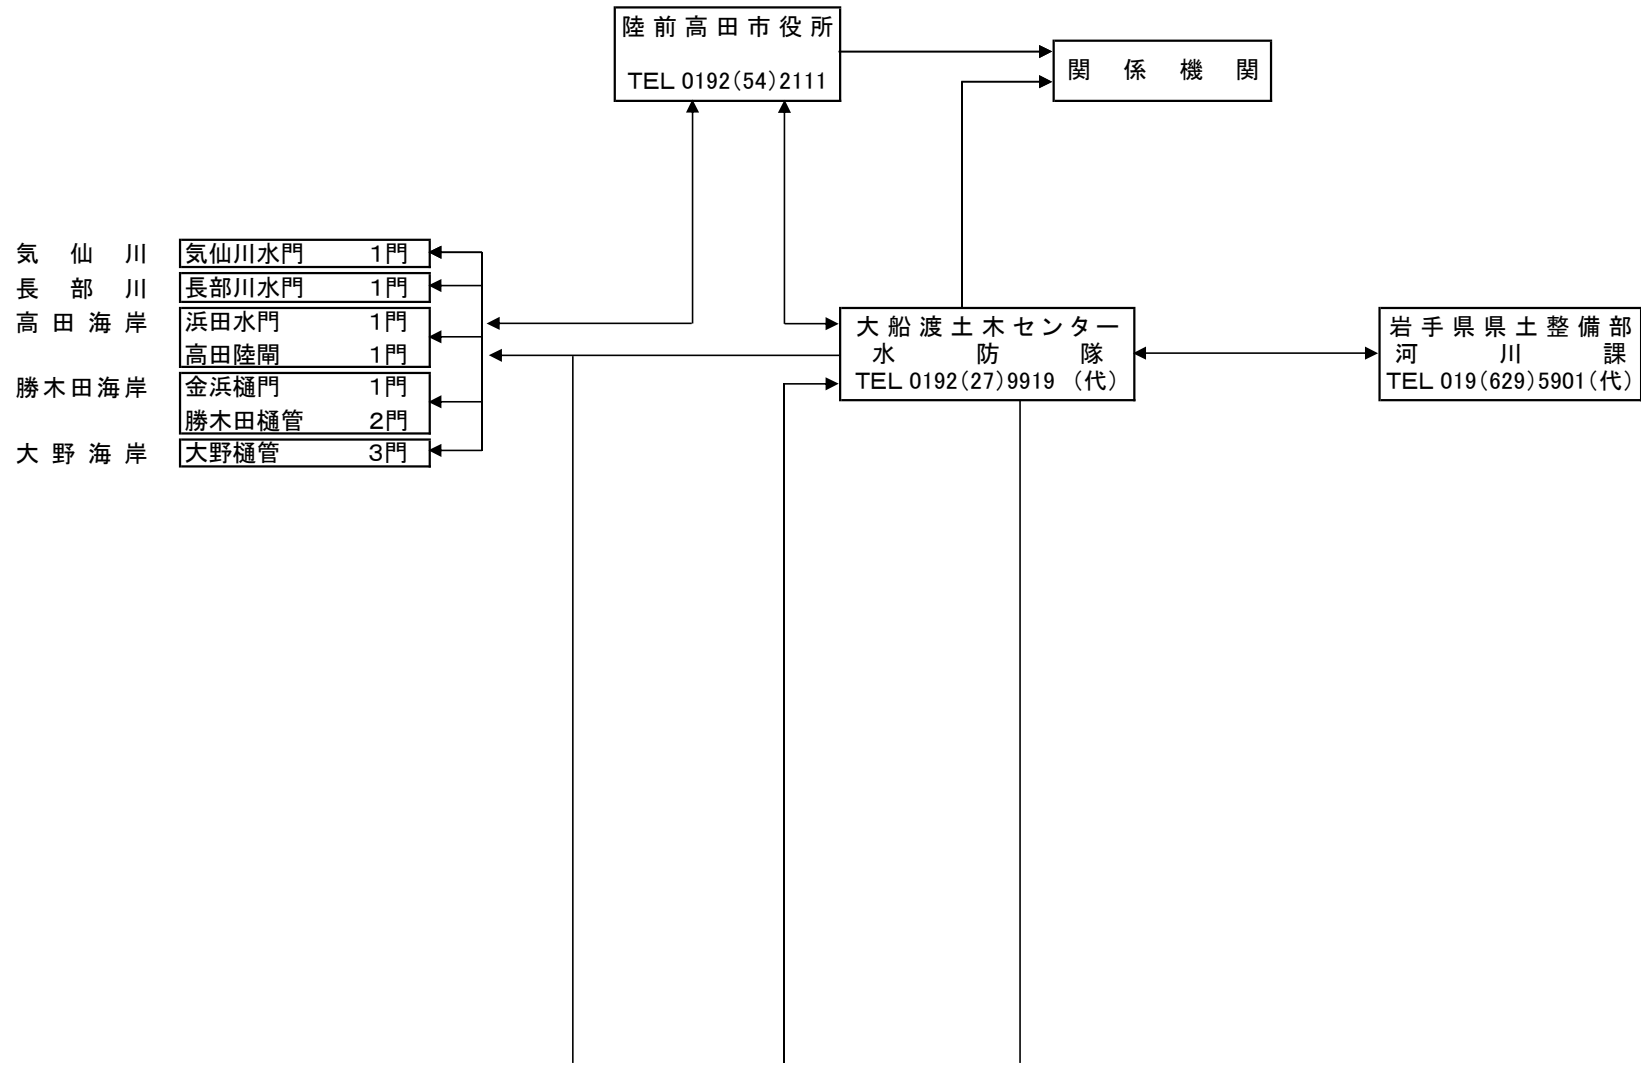 陸前高田市役所
TEL 0192(54)2111
関係機関
気仙川 気仙川水門 1門
長部川 長部川水門 1門
高田海岸 浜田水門 1門
高田陸閘 1門
勝木田海岸 金浜樋門 1門
勝木田樋管 2門
大野海岸 大野樋管 3門
大船渡土木センター
水防隊
TEL 0192(27)9919 (代)
岩手県県土整備部
河川課
TEL 019(629)5901(代)